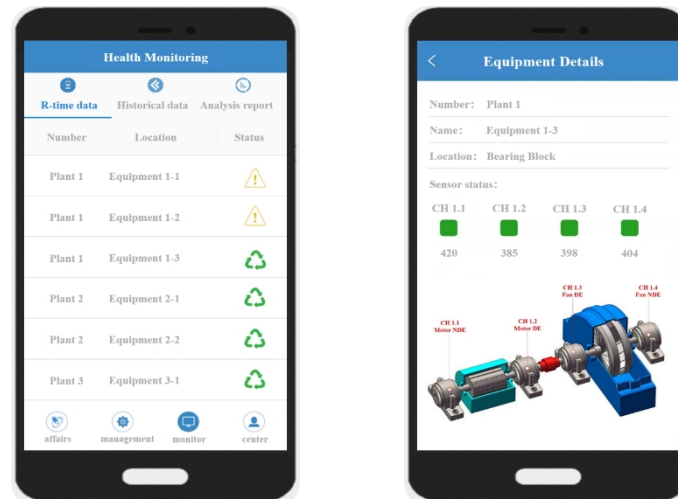 Health Monitoring
R-time data Historical data Analysis report
Number Location Status
Plant 1 Equipment 1-1
Plant 1 Equipment 1-2
Plant 1 Equipment 1-3
Plant 2 Equipment 2-1
Plant 2 Equipment 2-2
Plant 3 Equipment 3-1
affairs management monitor center
Equipment Details
Number: Plant 1
Name: Equipment 1-3
Location: Bearing Block
Sensor status:
CH 1.1 CH 1.2 CH 1.3 CH 1.4
420 385 398 404
CH 1.3
Fan DE
CH 1.4
Fan NDE
CH 1.1
Motor NDE
CH 1.2
Motor DE